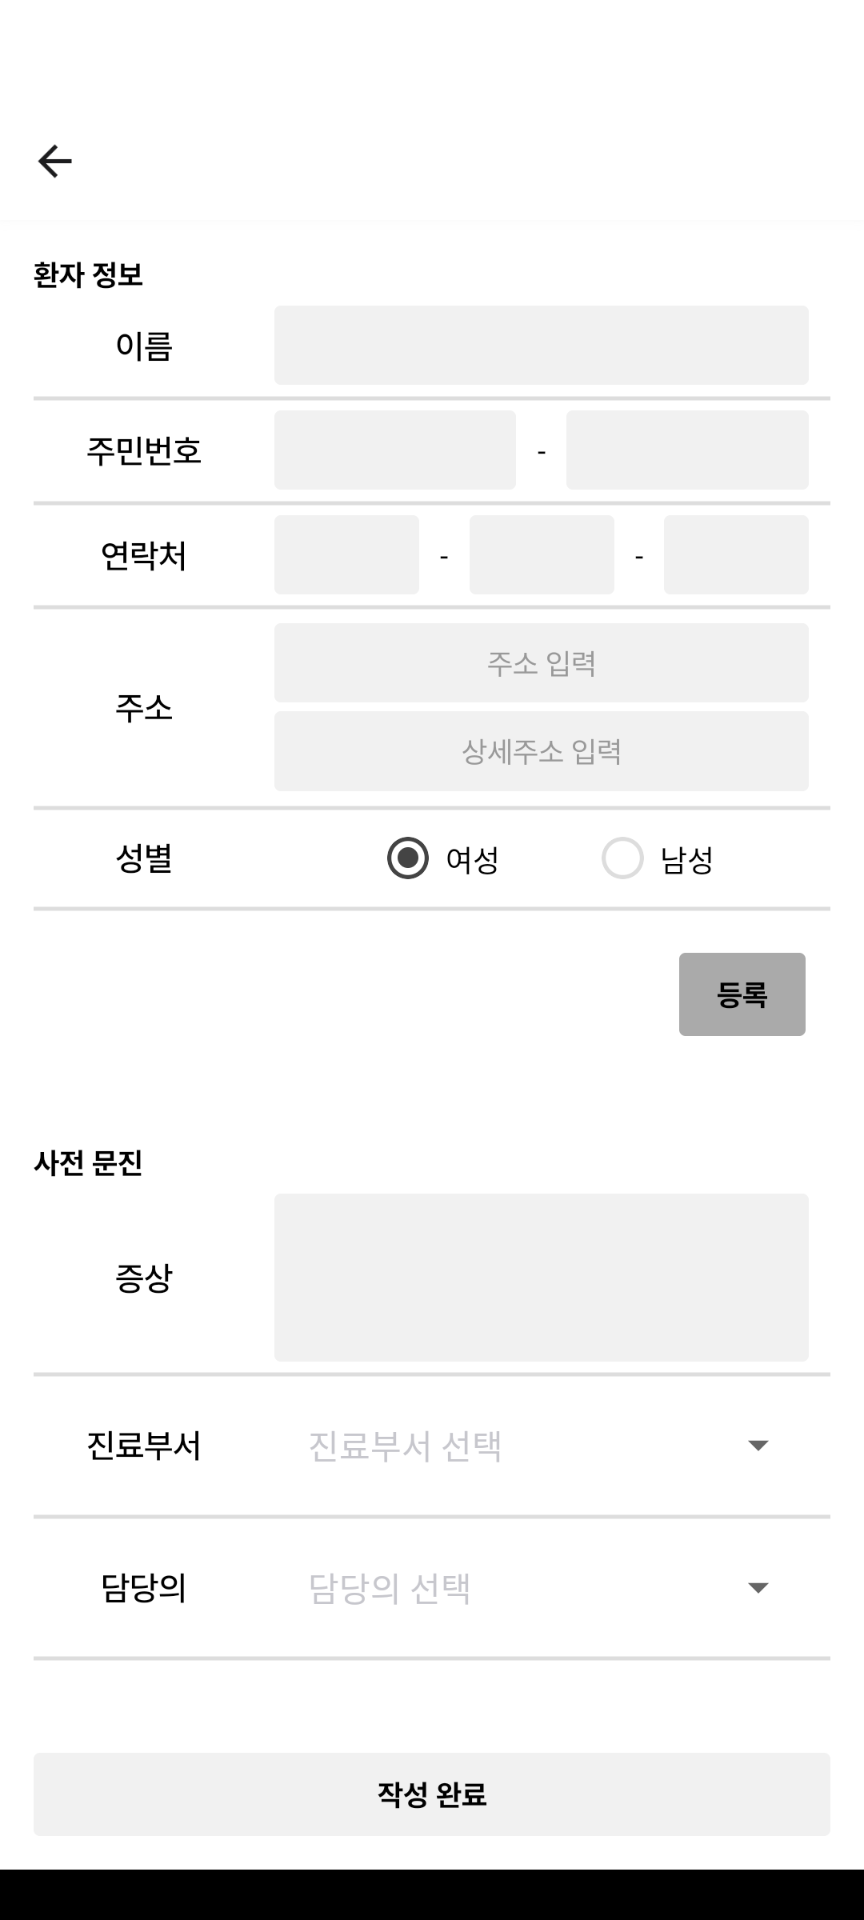 환자 정보
이름
주민번호 -
연락처 - -
주소 입력
주소
상세주소 입력
성별 여성 남성
등록
사전 문진
증상
진료부서 진료부서 선택
담당의 담당의 선택
작성 완료